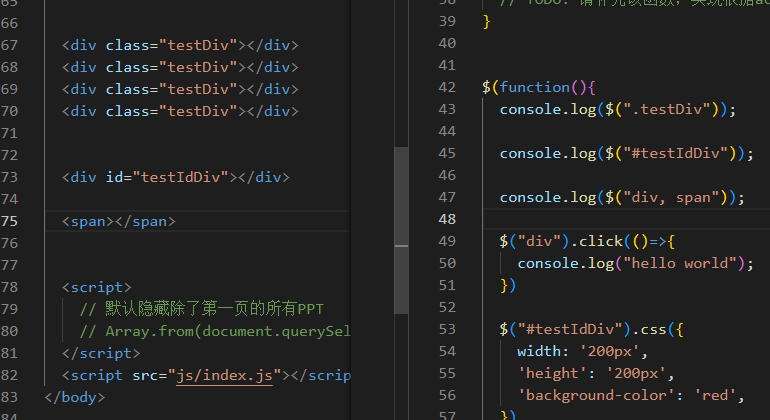 65
66
67 <div class="testDiv"></div>
68 <div class="testDiv"></div>
69 <div class="testDiv"></div>
70 <div class="testDiv"></div>
71
72
73 <div id="testIdDiv"></div>
74
75 <span></span>
76
77
78 <script>
79 // 默认隐藏除了第一页的所有PPT
80 // Array.from(document.querySel
81 </script>
82 <script src="js/index.js"></scrip
83 </body>
84
38 // TODO: 请补充该函数，实现根据ac
39 }
40
41
42 $(function(){
43 console.log($(".testDiv"));
44
45 console.log($("#testIdDiv"));
46
47 console.log($("div, span"));
48
49 $("div").click(()=>{
50 console.log("hello world");
51 })
52
53 $("#testIdDiv").css({
54 width: '200px',
55 'height': '200px',
56 'background-color': 'red',
57 })